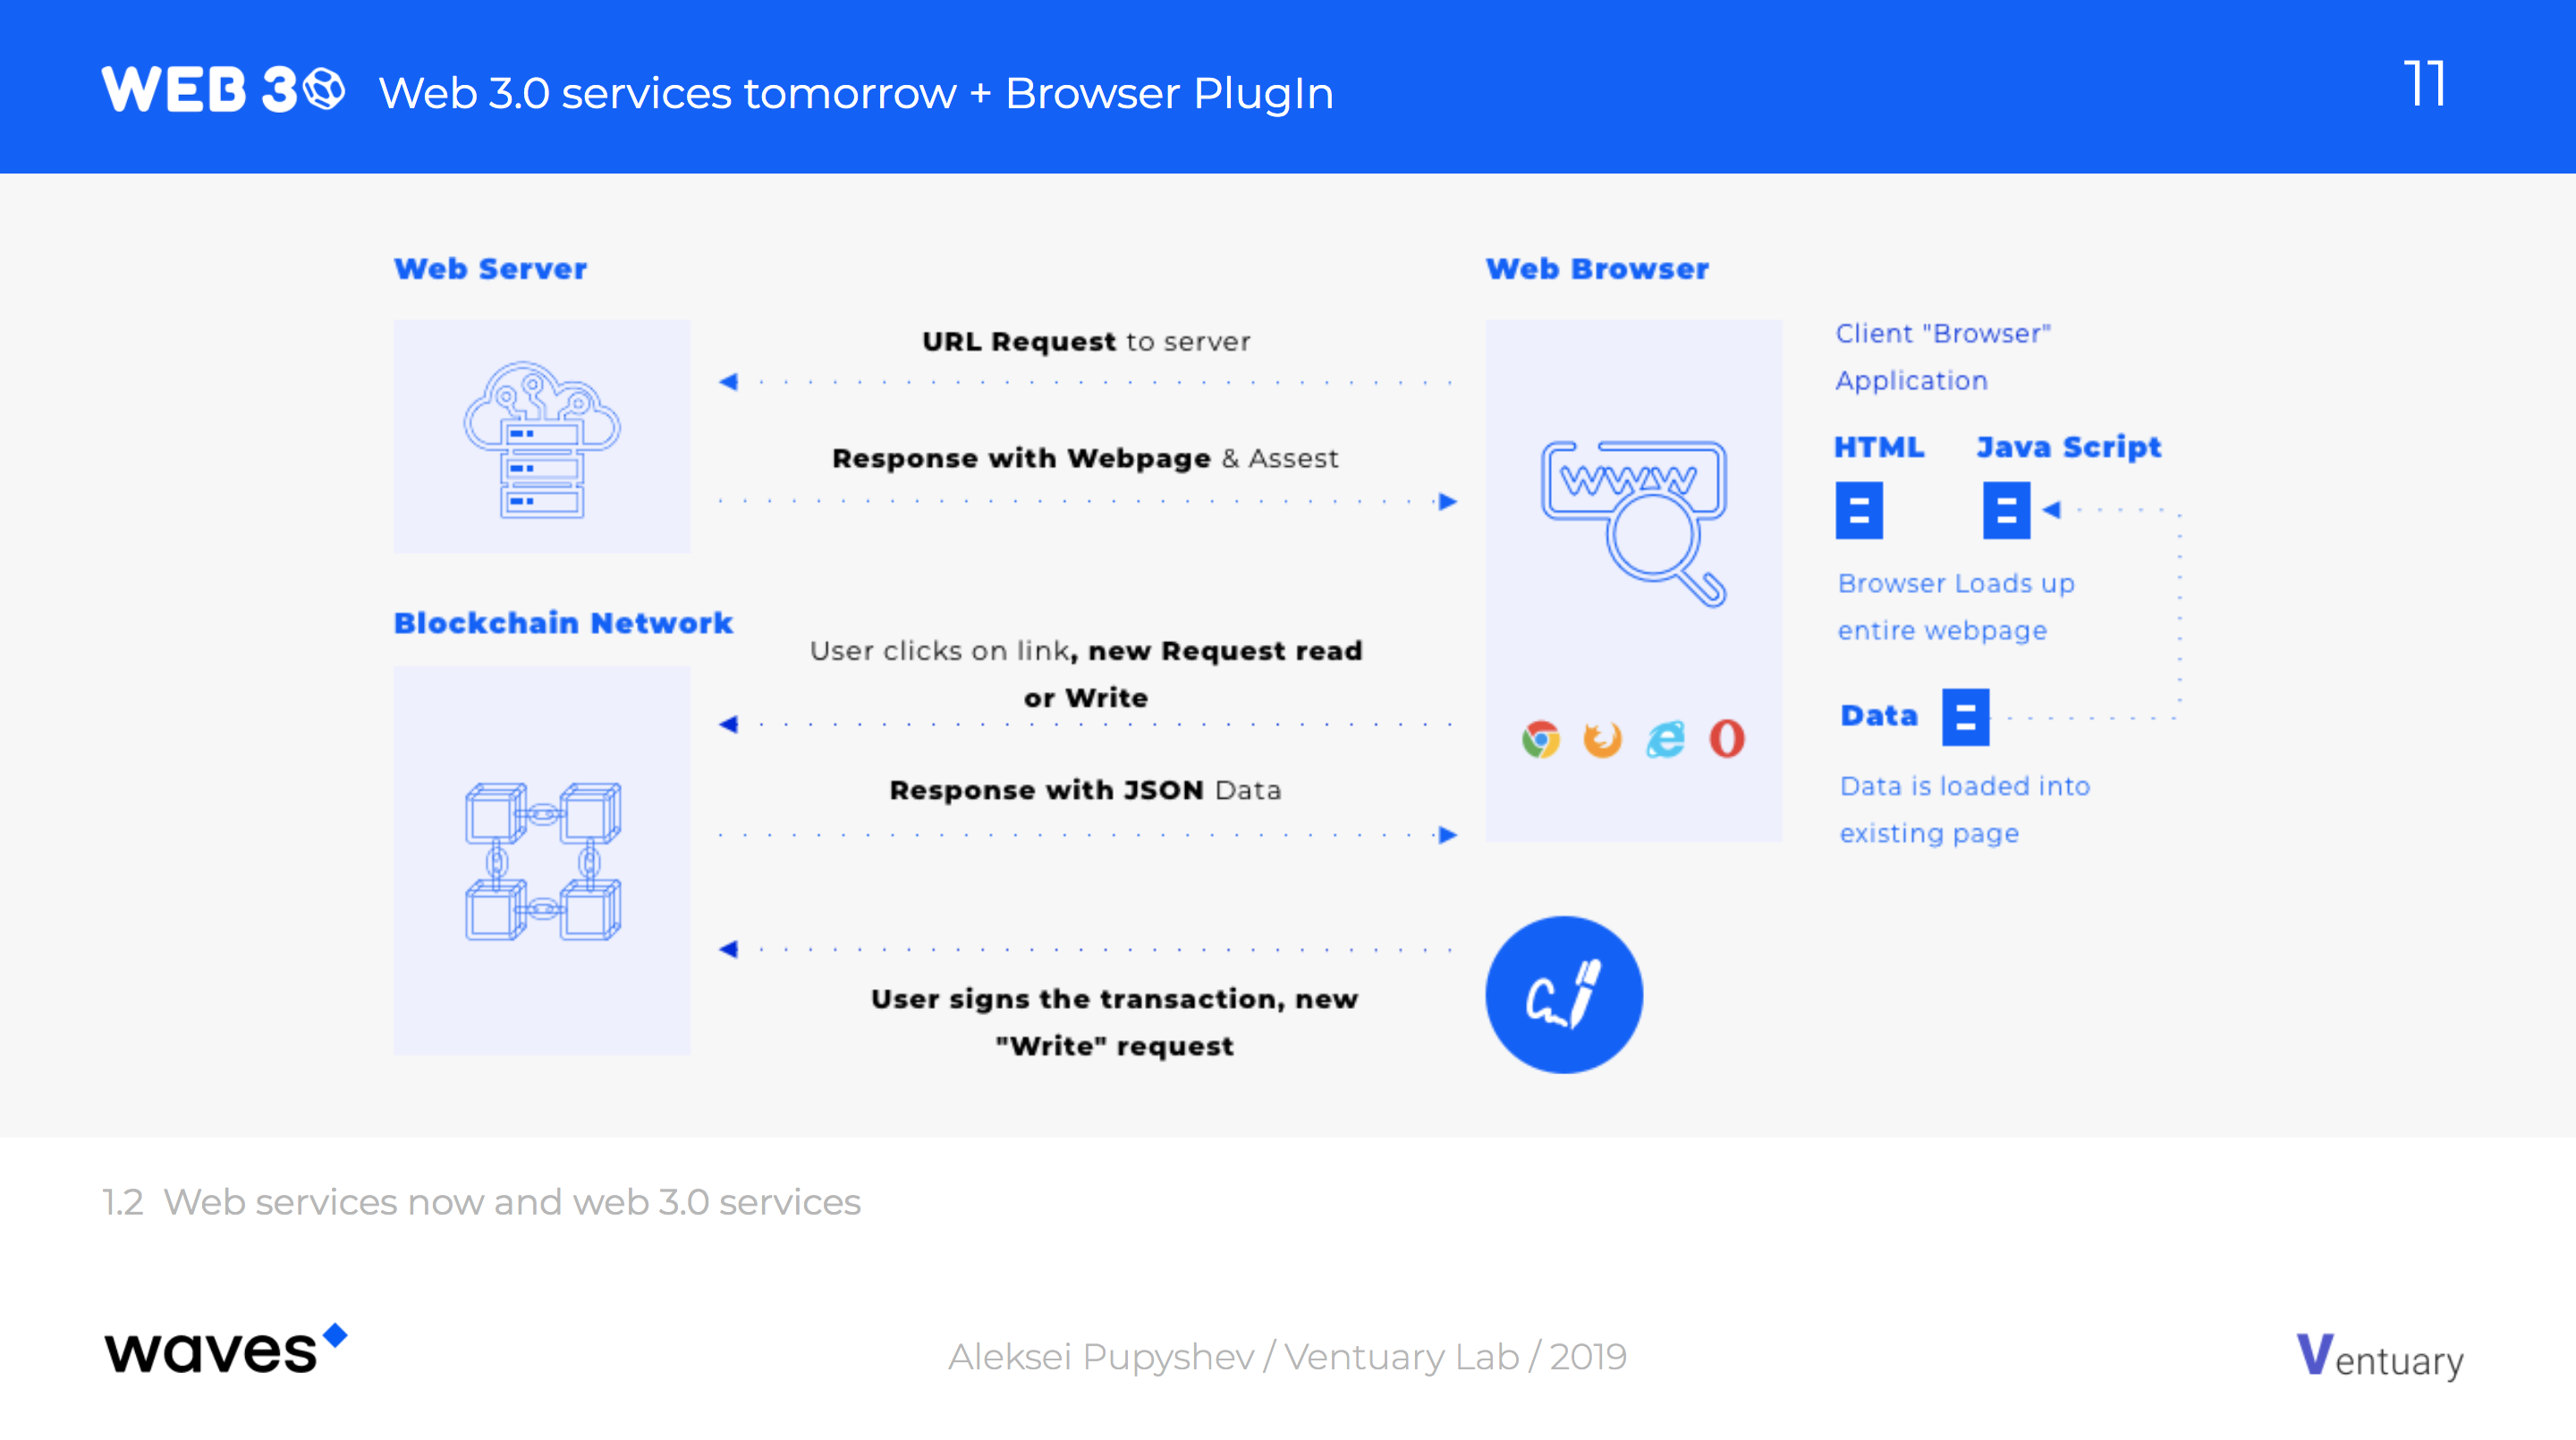 WEB 30 Web 3.0 services tomorrow + Browser PlugIn
11
Web Server
Web Browser
URL Request to server
Response with Webpage & Assest
Client "Browser"
Application
HTML
Java Script
Browser Loads up
entire webpage
Data
Data is loaded into
existing page
WWW
Blockchain Network
User clicks on link, new Request read
or Write
Response with JSON Data
User signs the transaction, new
"Write" request
1.2 Web services now and web 3.0 services
waves
Aleksei Pupyshev / Ventuary Lab / 2019
Ventuary